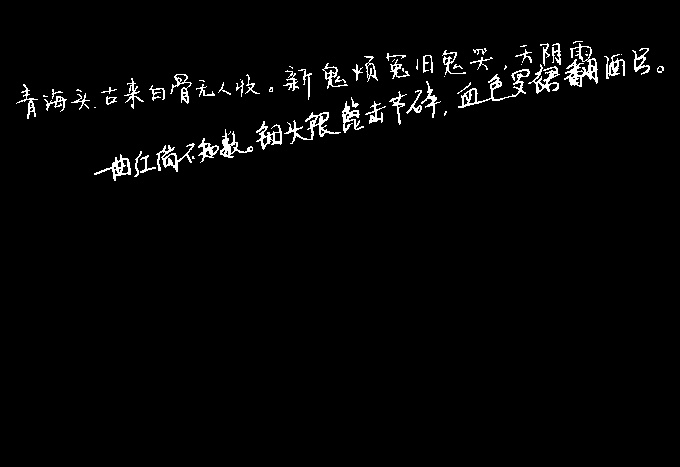 青海头.古来白骨无人收。新鬼烦冤旧鬼哭,天阴雨
一曲红绡不知数。钿头银篦击节碎,血色罗裙翻酒污。